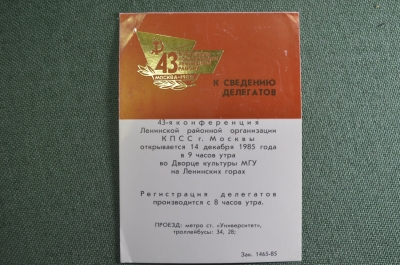 43
МОСКВА-1985
К СВЕДЕНИЮ
ДЕЛЕГАТОВ
43-я конференция
Ленинской районной организации
КПСС г. Москвы
открывается 14 декабря 1985 года
в 9 часов утра
во Дворце культуры МГУ
на Ленинских горах
Регистрация делегатов
производится с 8 часов утра.
ПРОЕЗД: метро ст. «Университет»,
троллейбусы: 34, 28;
Зак. 1465-85